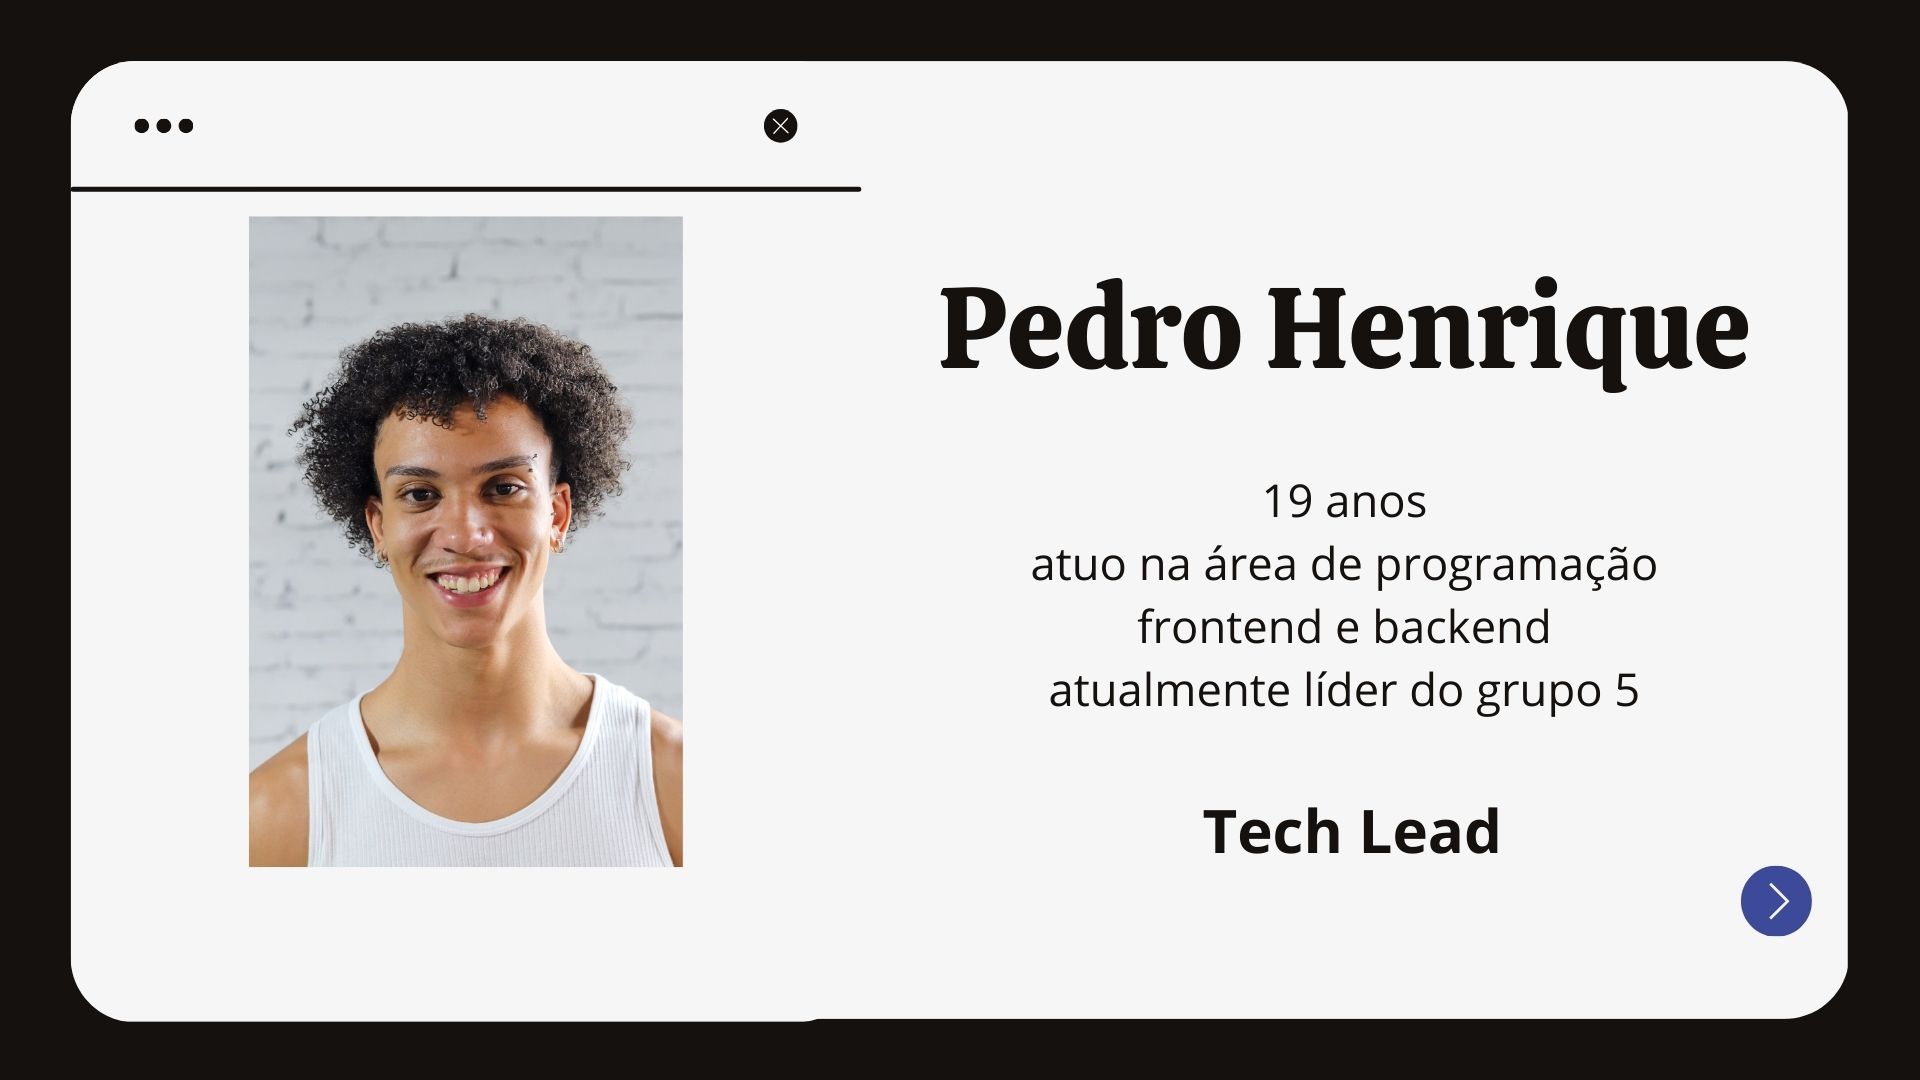 Pedro Henrique
19 anos
atuo na área de programação
frontend e backend
atualmente líder do grupo 5
Tech Lead